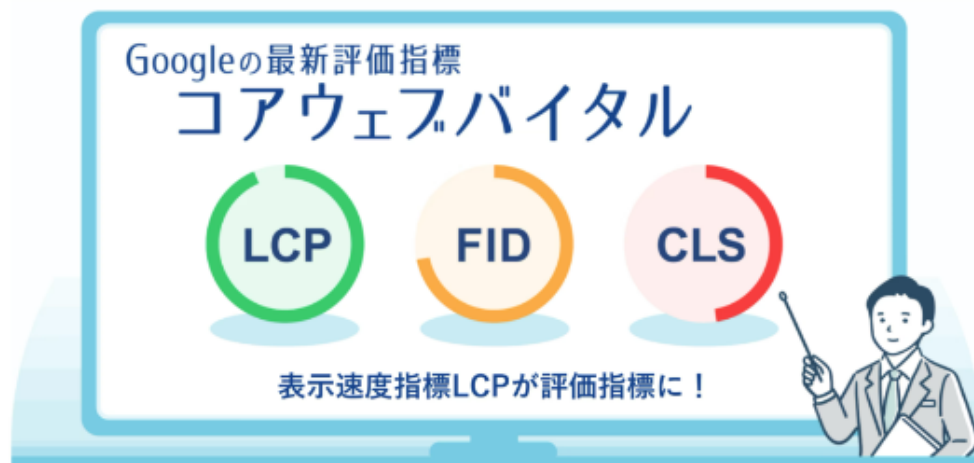 Googleの最新評価指標
コアウェブバイタル
LCP
FID
CLS
表示速度指標LCPが評価指標に！